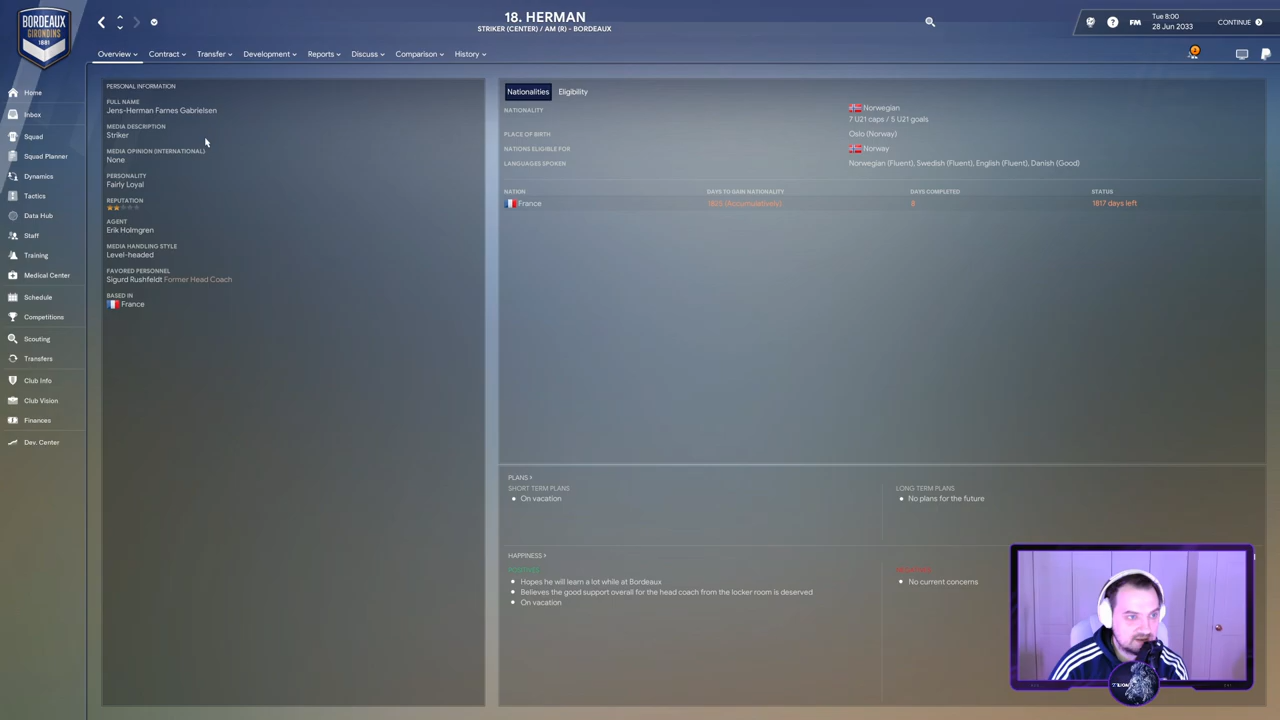 BORDEAUX
GIRONDINS
1881
18. HERMAN
STRIKER (CENTER) / AM (R) - BORDEAUX
FM
Tue 8:00
28 Jun 2033
CONTINUE
Overview
Contract
Transfer
Development
Reports
Discuss
Comparison
History
Home
Inbox
Squad
Squad Planner
Dynamics
Tactics
Data Hub
Staff
Training
Medical Center
Schedule
Competitions
Scouting
Transfers
Club Info
Club Vision
Finances
Dev. Center
PERSONAL INFORMATION
FULL NAME
Jens-Herman Farnes Gabrielsen
MEDIA DESCRIPTION
Striker
MEDIA OPINION (INTERNATIONAL)
None
PERSONALITY
Fairly Loyal
REPUTATION
AGENT
Erik Holmgren
MEDIA HANDLING STYLE
Level-headed
FAVORED PERSONNEL
Sigurd Rushfeldt Former Head Coach
BASED IN
France
Nationalities Eligibility
NATIONALITY Norwegian
7 U21 caps / 5 U21 goals
PLACE OF BIRTH Oslo (Norway)
NATIONS ELIGIBLE FOR Norway
LANGUAGES SPOKEN Norwegian (Fluent), Swedish (Fluent), English (Fluent), Danish (Good)
NATION DAYS TO GAIN NATIONALITY DAYS COMPLETED STATUS
France 1825 (Accumulatively) 8 1817 days left
PLANS
SHORT TERM PLANS
On vacation
LONG TERM PLANS
No plans for the future
HAPPINESS
POSITIVES
Hopes he will learn a lot while at Bordeaux
Believes the good support overall for the head coach from the locker room is deserved
On vacation
No current concerns